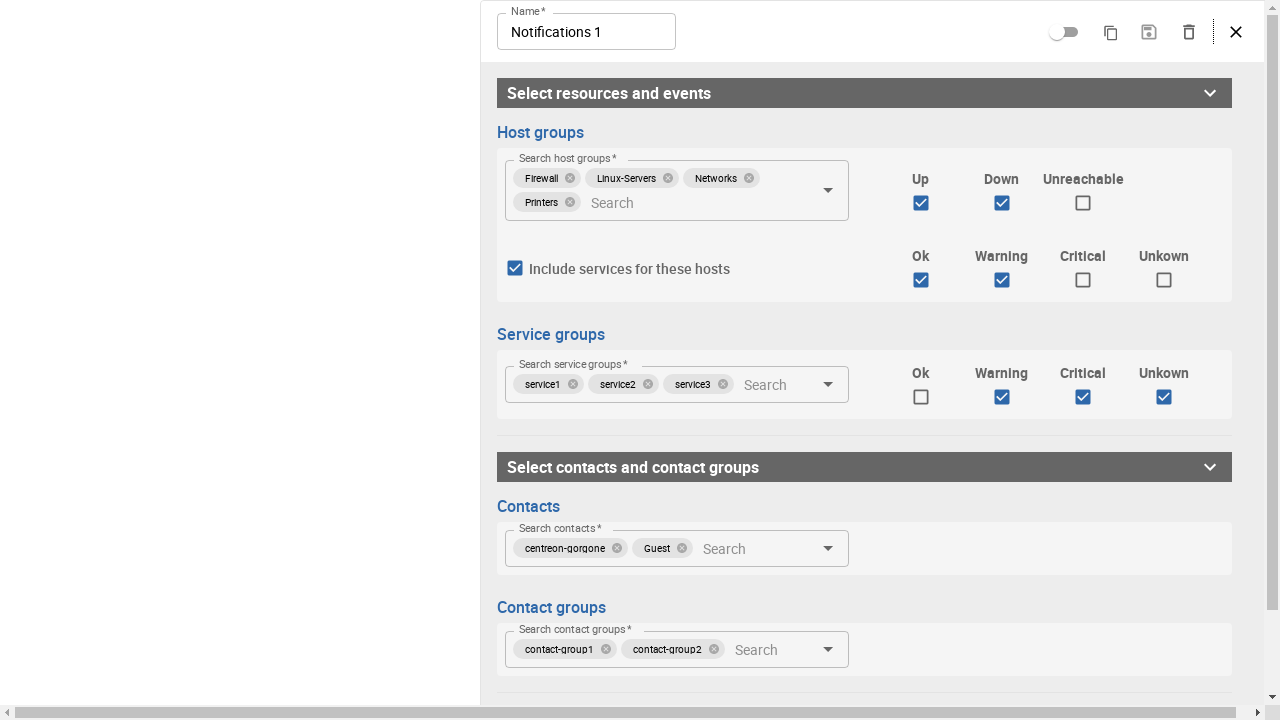 Name *
Notifications 1
Select resources and events
Host groups
Search host groups *
Firewall Linux-Servers Networks
Printers Search
Up Down Unreachable
Include services for these hosts
Ok Warning Critical Unkown
Service groups
Search service groups *
service1 service2 service3 Search
Ok Warning Critical Unkown
Select contacts and contact groups
Contacts
Search contacts *
centreon-gorgone Guest Search
Contact groups
Search contact groups *
contact-group1 contact-group2 Search